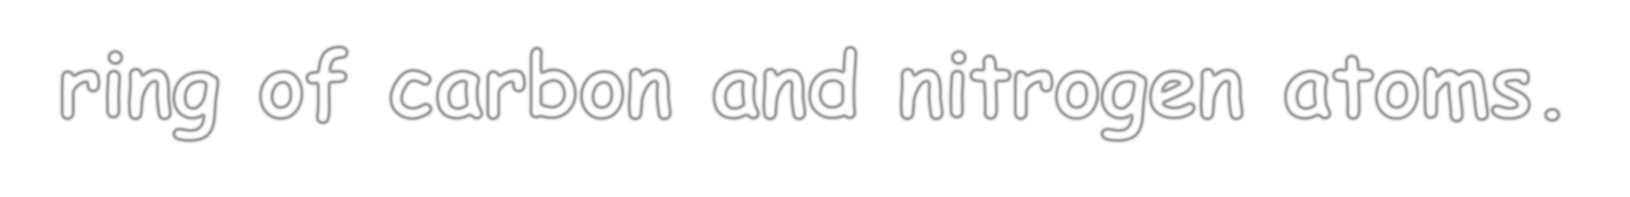 ring of carbon and nitrogen atoms.